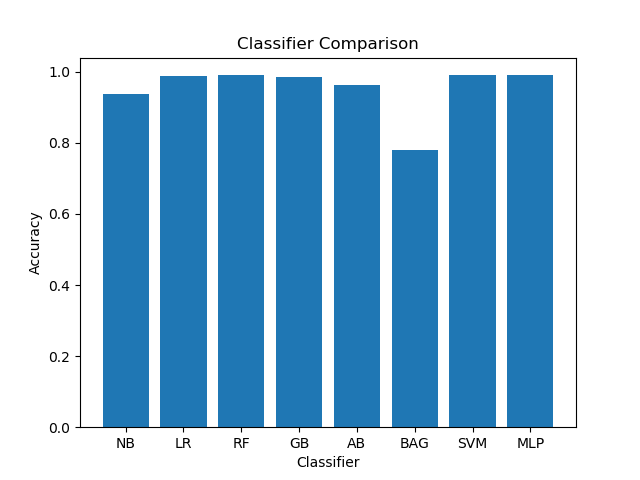 Classifier Comparison
1.0
0.8
0.6
0.4
0.2
0.0
Accuracy
NB LR RF GB AB BAG SVM MLP
Classifier